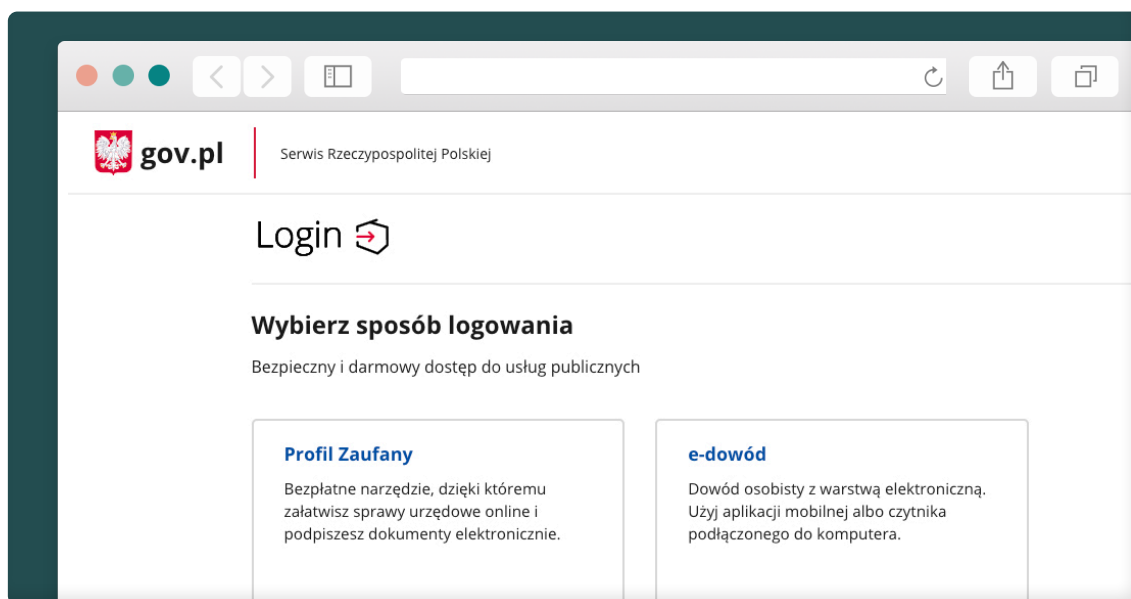 gov.pl
Serwis Rzeczypospolitej Polskiej
Login
Wybierz sposób logowania
Bezpieczny i darmowy dostęp do usług publicznych
Profil Zaufany
Bezpłatne narzędzie, dzięki któremu
załatwisz sprawy urzędowe online i
podpiszesz dokumenty elektronicznie.
e-dowód
Dowód osobisty z warstwą elektroniczną.
Użyj aplikacji mobilnej albo czytnika
podłączonego do komputera.